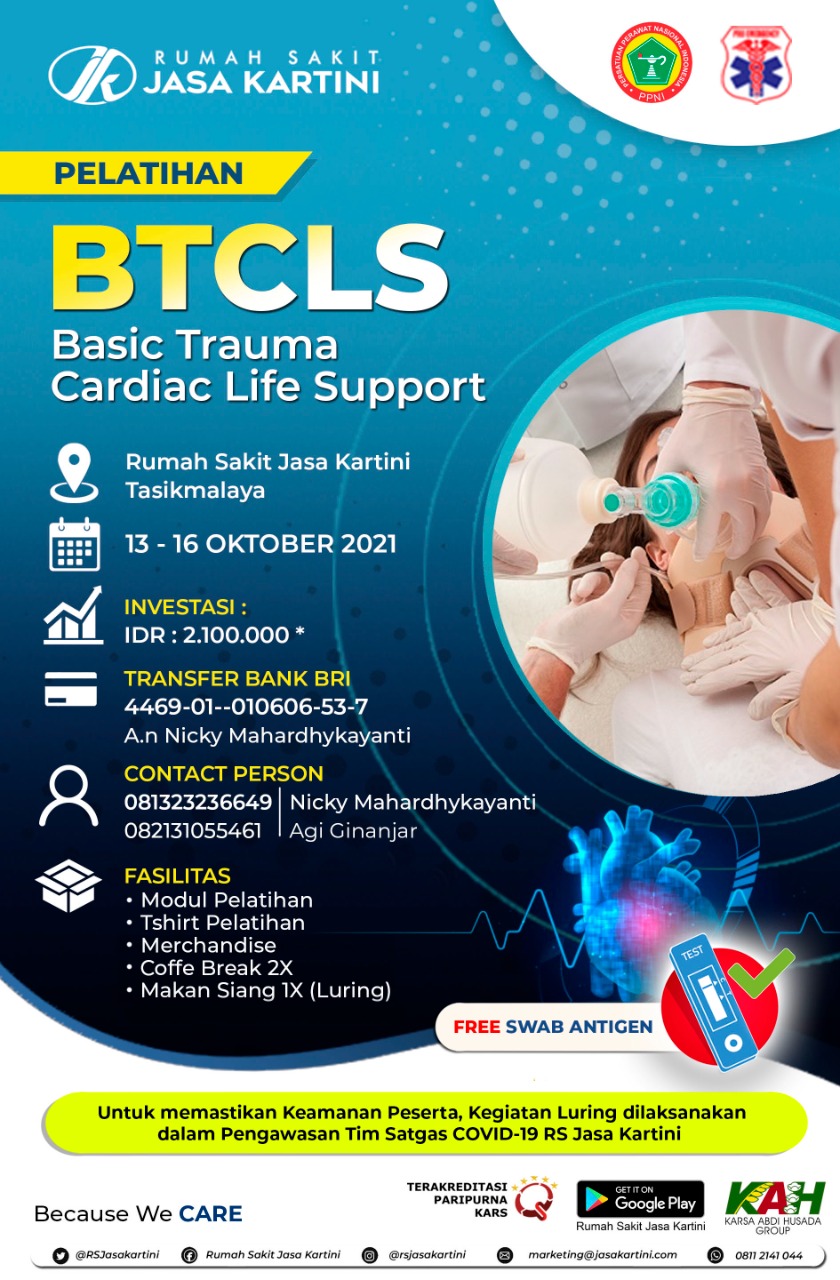 RUMAH SAKIT
JASA KARTINI
PERSATUAN PERAWAT NASIONAL INDONESIA
PPNI
PELATIHAN
BTCLS
Basic Trauma
Cardiac Life Support
Rumah Sakit Jasa Kartini
Tasikmalaya
13 - 16 OKTOBER 2021
INVESTASI :
IDR : 2.100.000 *
TRANSFER BANK BRI
4469-01--010606-53-7
A.n Nicky Mahardhykayanti
CONTACT PERSON
081323236649 | Nicky Mahardhykayanti
082131055461 | Agi Ginanjar
FASILITAS
• Modul Pelatihan
• Tshirt Pelatihan
• Merchandise
• Coffe Break 2X
• Makan Siang 1X (Luring)
TEST
FREE SWAB ANTIGEN
Untuk memastikan Keamanan Peserta, Kegiatan Luring dilaksanakan
dalam Pengawasan Tim Satgas COVID-19 RS Jasa Kartini
Because We CARE
TERAKREDITASI
PARIPURNA
KARS
GET IT ON
Google Play
Rumah Sakit Jasa Kartini
KAH
KARSA ABDI HUSADA
GROUP
@RSJasakartini
Rumah Sakit Jasa Kartini
@rsjasakartini
marketing@jasakartini.com
0811 2141 044